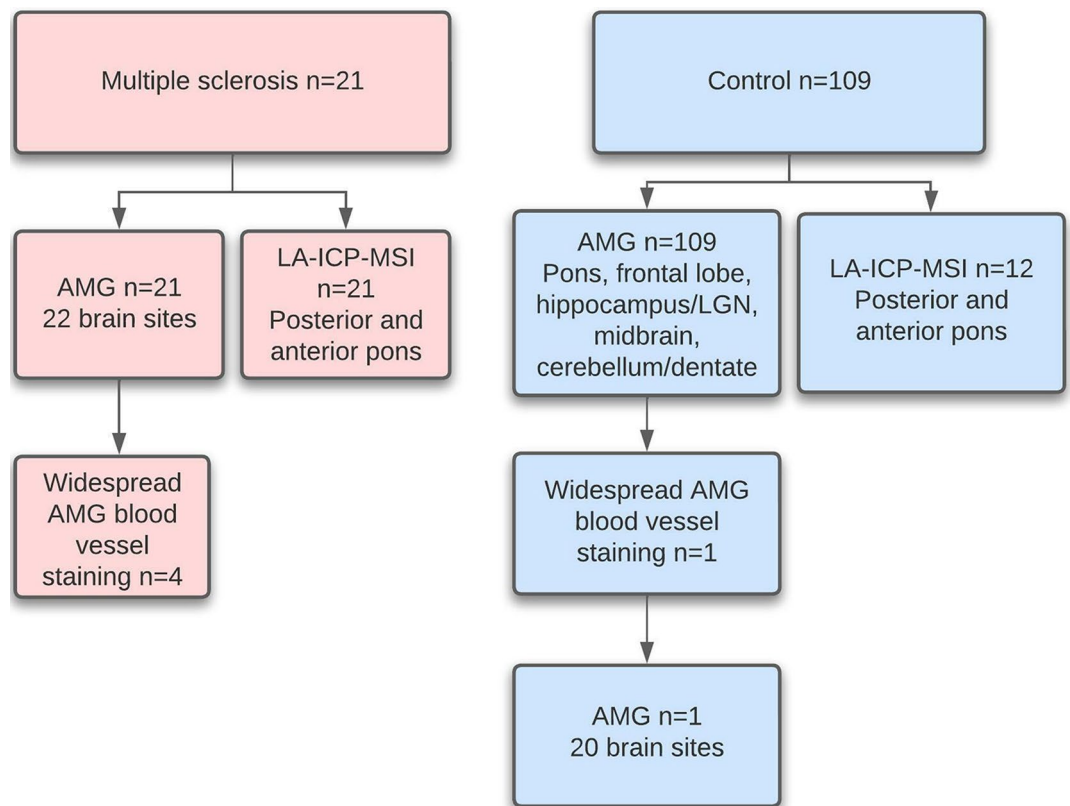 Multiple sclerosis n=21
Control n=109
AMG n=21
22 brain sites
LA-ICP-MSI
n=21
Posterior and
anterior pons
AMG n=109
Pons, frontal lobe,
hippocampus/LGN,
midbrain,
cerebellum/dentate
LA-ICP-MSI n=12
Posterior and
anterior pons
Widespread
AMG blood
vessel
staining n=4
Widespread AMG
blood vessel
staining n=1
AMG n=1
20 brain sites